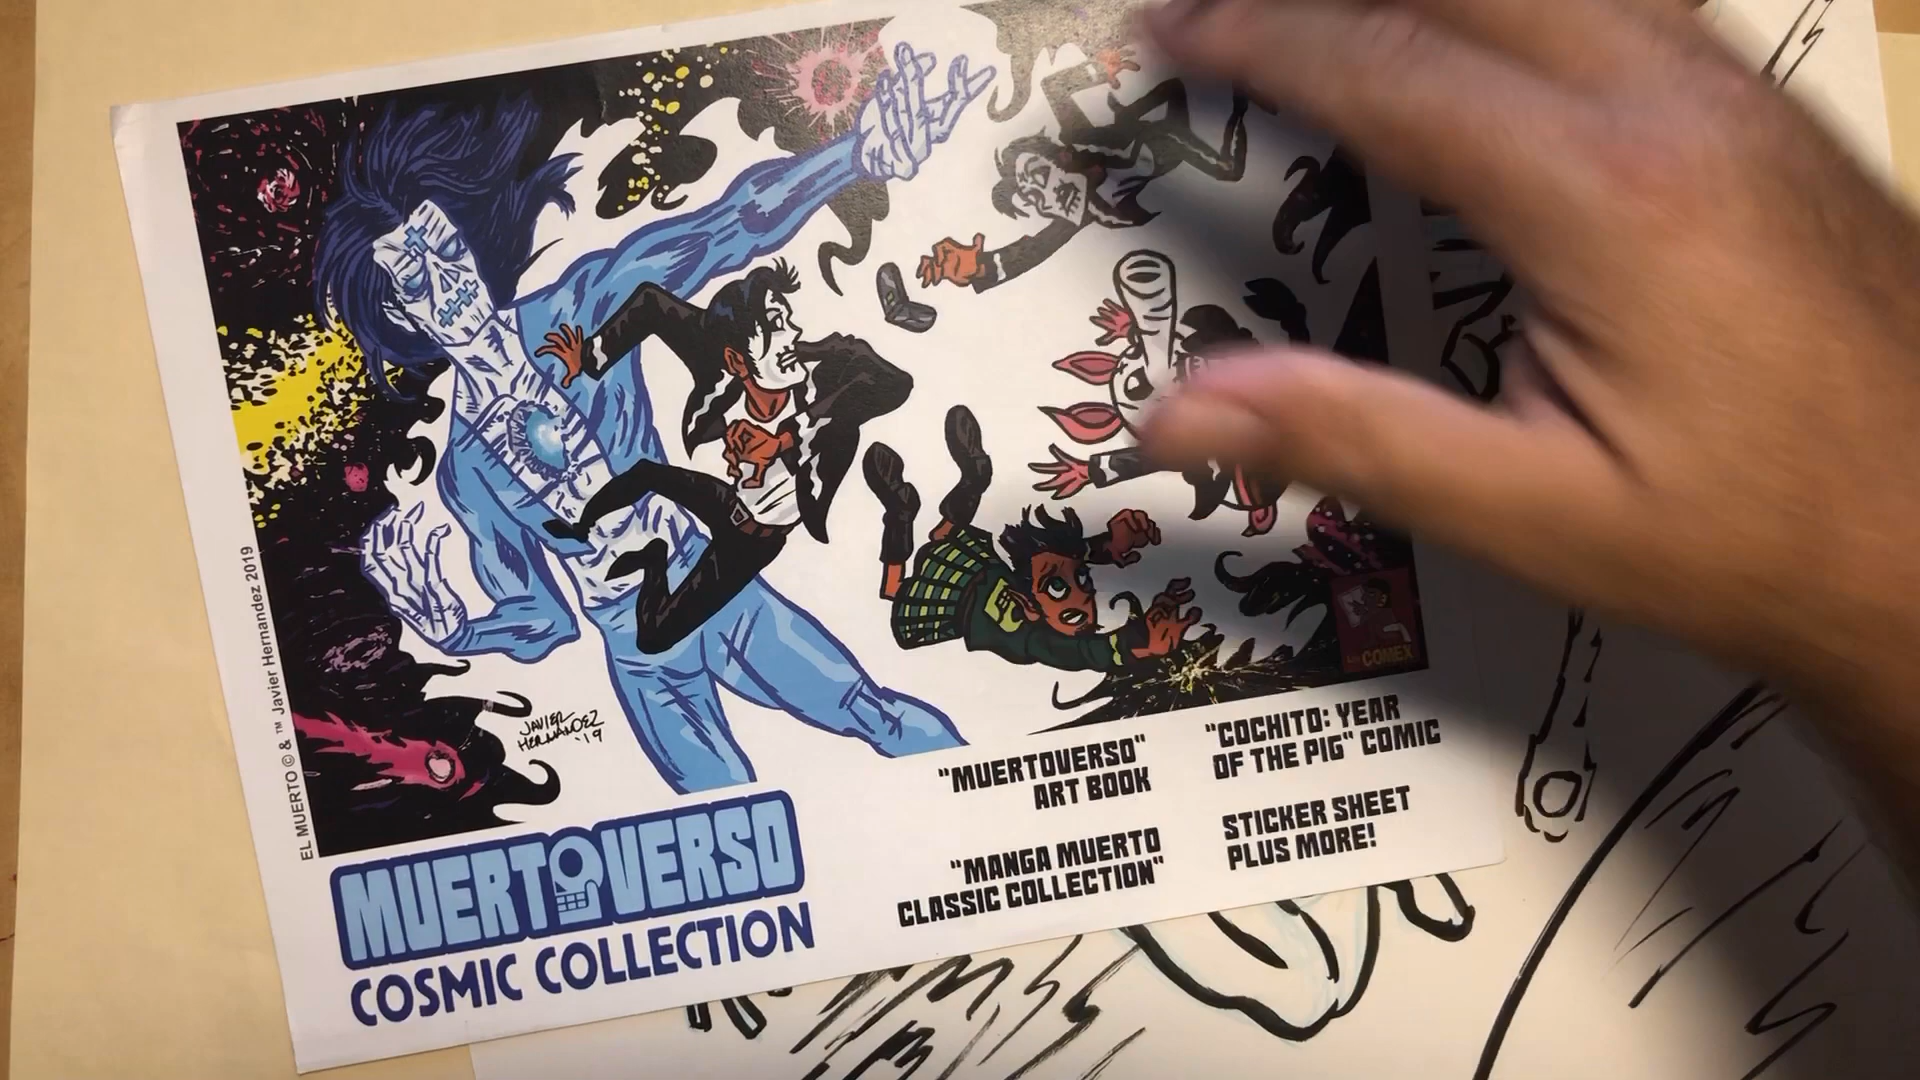 EL MUERTO © & ™ Javier Hernandez 2019
JAVIER
HERNANDEZ
'19
Los COMEX
MUERTOVERSO
COSMIC COLLECTION
"MUERTOVERSO"
ART BOOK
"MANGA MUERTO
CLASSIC COLLECTION"
"COCHITO: YEAR
OF THE PIG" COMIC
STICKER SHEET
PLUS MORE!